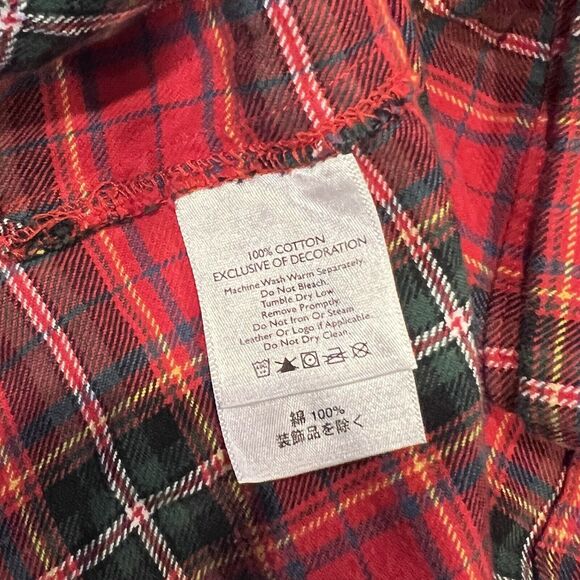 100% COTTON
EXCLUSIVE OF DECORATION
Machine Wash Warm Separately.
Do Not Bleach.
Tumble Dry Low.
Remove Promptly.
Do Not Iron Or Steam
Leather Or Logo if Applicable.
Do Not Dry Clean.
綿 100%
装飾品を除く